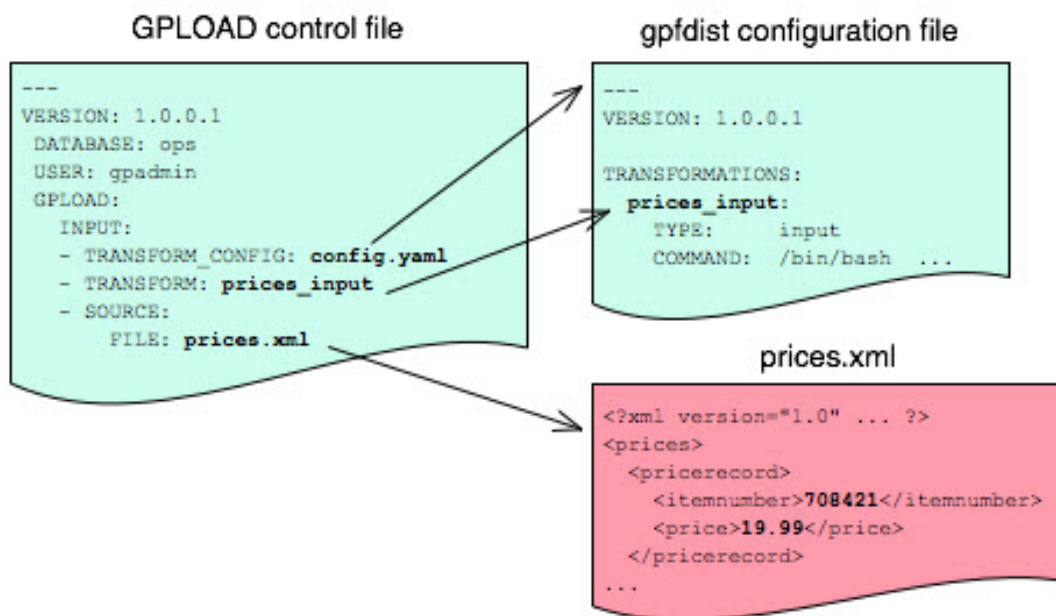 GPLOAD control file
---
VERSION: 1.0.0.1
DATABASE: ops
USER: gpadmin
GPLOAD:
INPUT:
- TRANSFORM_CONFIG: config.yaml
- TRANSFORM: prices_input
- SOURCE:
FILE: prices.xml
gpfdist configuration file
---
VERSION: 1.0.0.1
TRANSFORMATIONS:
prices_input:
TYPE: input
COMMAND: /bin/bash ...
prices.xml
<?xml version="1.0" ... ?>
<prices>
<pricerecord>
<itemnumber>708421</itemnumber>
<price>19.99</price>
</pricerecord>
...